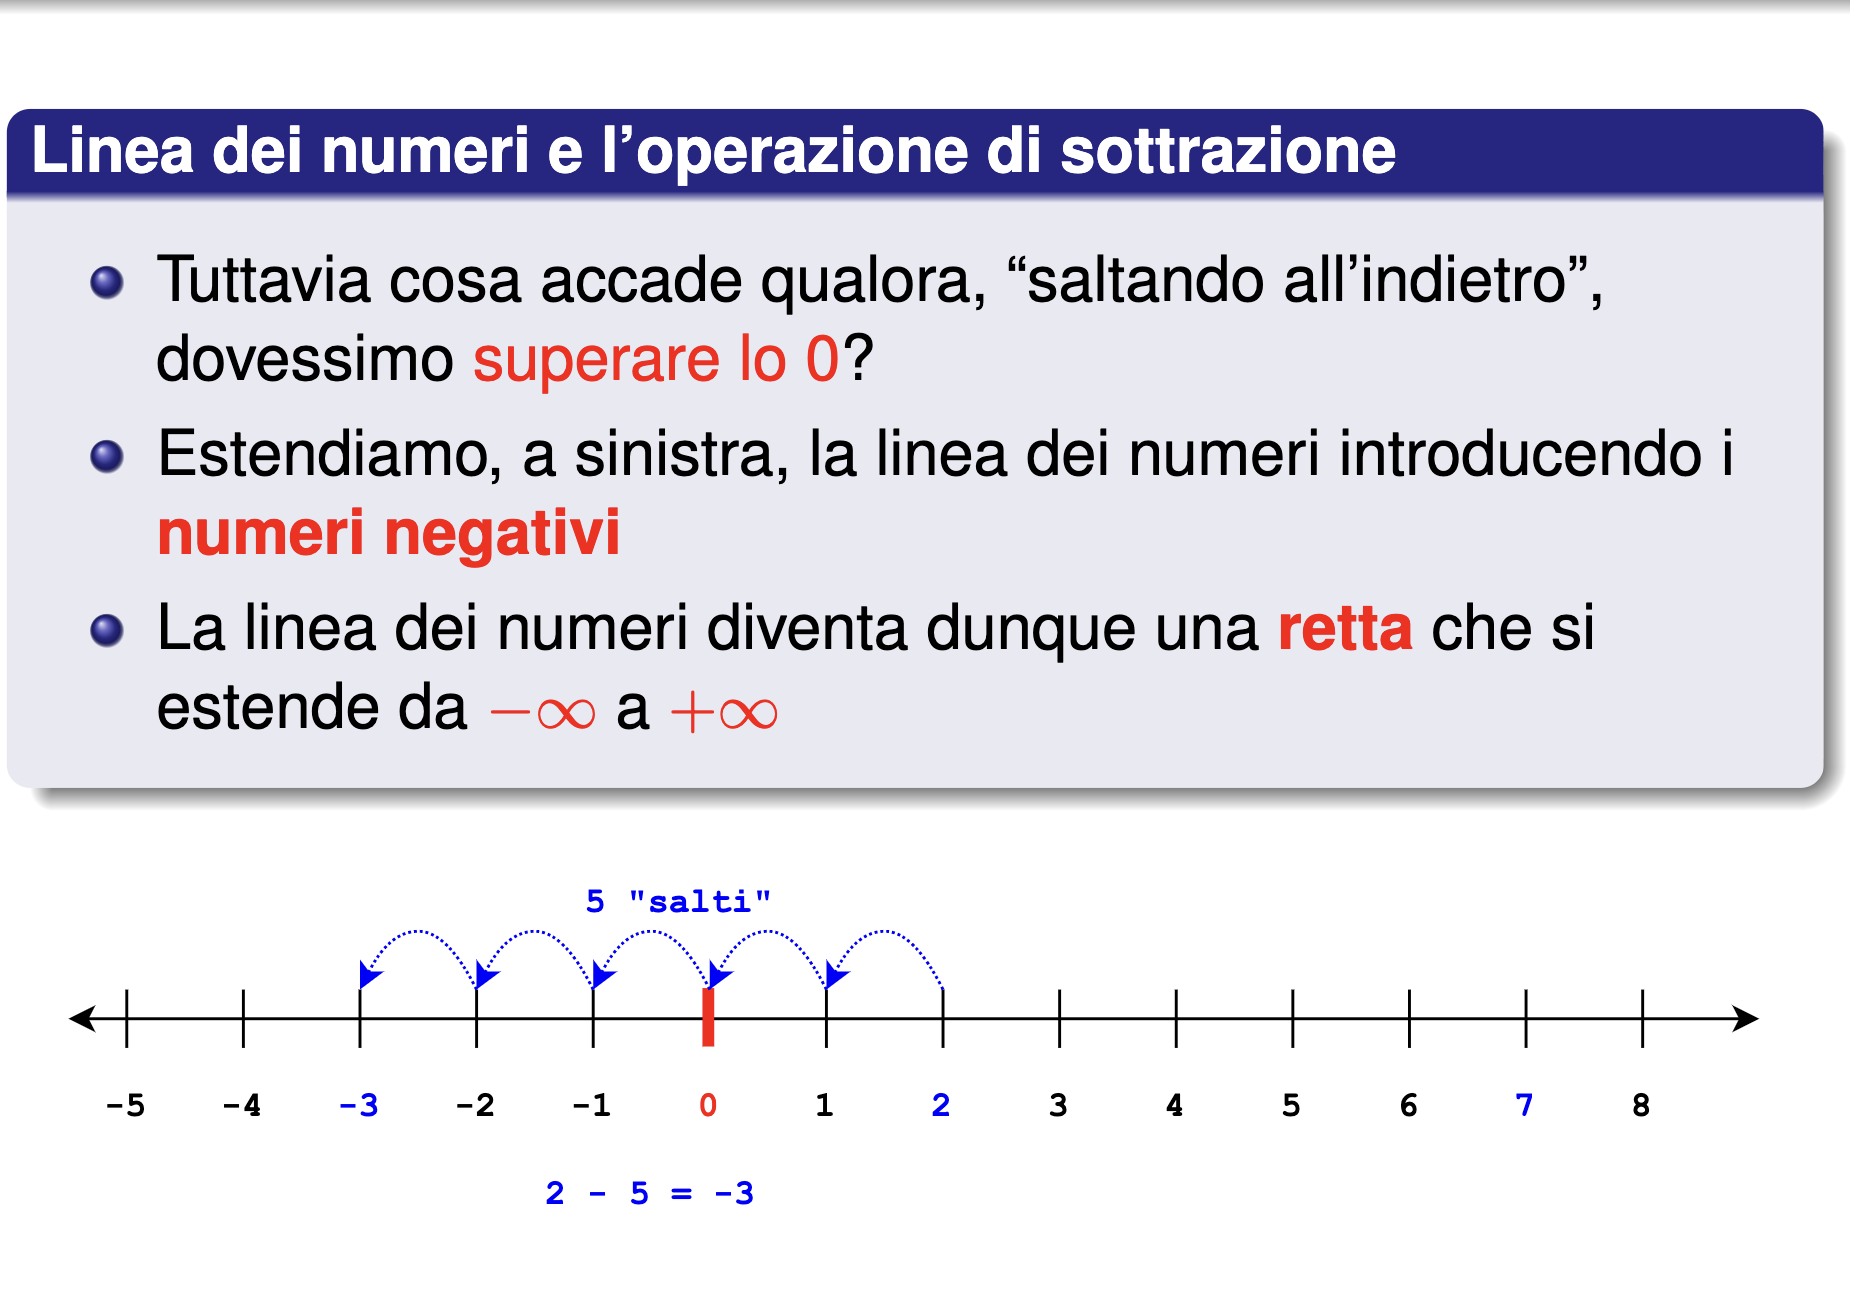 Linea dei numeri e l’operazione di sottrazione
Tuttavia cosa accade qualora, “saltando all’indietro”,
dovessimo superare lo 0?
Estendiamo, a sinistra, la linea dei numeri introducendo i
numeri negativi
La linea dei numeri diventa dunque una retta che si
estende da −∞ a +∞
5 "salti"
-5 -4 -3 -2 -1 0 1 2 3 4 5 6 7 8
2 - 5 = -3